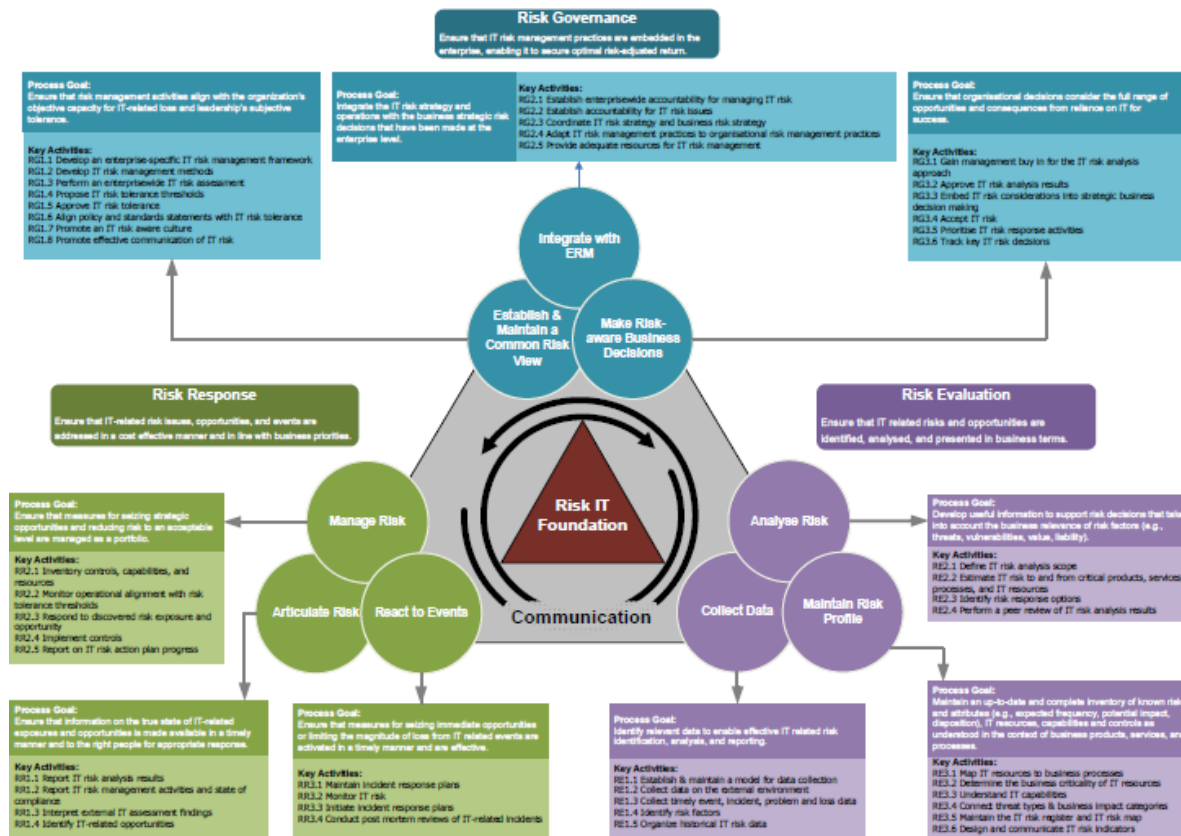 Risk Governance
Ensure that IT risk management practices are embedded in the
enterprise, enabling it to secure optimal risk-adjusted return.
Process Goal:
Ensure that risk management activities align with the organization's
objective capacity for IT-related loss and leadership's subjective
tolerance.
Key Activities:
RG1.1 Develop an enterprise-specific IT risk management framework
RG1.2 Develop IT risk management methods
RG1.3 Perform an enterprisewide IT risk assessment
RG1.4 Propose IT risk tolerance thresholds
RG1.5 Approve IT risk tolerance
RG1.6 Align policy and standards statements with IT risk tolerance
RG1.7 Promote an IT risk aware culture
RG1.8 Promote effective communication of IT risk
Process Goal:
Integrate the IT risk strategy and
operations with the business strategic risk
decisions that have been made at the
enterprise level.
Key Activities:
RG2.1 Establish enterprisewide accountability for managing IT risk
RG2.2 Establish accountability for IT risk issues
RG2.3 Coordinate IT risk strategy and business risk strategy
RG2.4 Adapt IT risk management practices to organisational risk management practices
RG2.5 Provide adequate resources for IT risk management
Process Goal:
Ensure that organisational decisions consider the full range of
opportunities and consequences from reliance on IT for
success.
Key Activities:
RG3.1 Gain management buy in for the IT risk analysis
approach
RG3.2 Approve IT risk analysis results
RG3.3 Embed IT risk considerations into strategic business
decision making
RG3.4 Accept IT risk
RG3.5 Prioritise IT risk response activities
RG3.6 Track key IT risk decisions
Integrate with
ERM
Establish &
Maintain a
Common Risk
View
Make Risk-
aware Business
Decisions
Risk Response
Ensure that IT-related risk issues, opportunities, and events are
addressed in a cost effective manner and in line with business priorities.
Risk Evaluation
Ensure that IT related risks and opportunities are
identified, analysed, and presented in business terms.
Risk IT
Foundation
Communication
Manage Risk
Articulate Risk
React to Events
Analyse Risk
Collect Data
Maintain Risk
Profile
Process Goal:
Ensure that measures for seizing strategic
opportunities and reducing risk to an acceptable
level are managed as a portfolio.
Key Activities:
RR2.1 Inventory controls, capabilities, and
resources
RR2.2 Monitor operational alignment with risk
tolerance thresholds
RR2.3 Respond to discovered risk exposure and
opportunity
RR2.4 Implement controls
RR2.5 Report on IT risk action plan progress
Process Goal:
Develop useful information to support risk decisions that take
into account the business relevance of risk factors (e.g.,
threats, vulnerabilities, value, liability).
Key Activities:
RE2.1 Define IT risk analysis scope
RE2.2 Estimate IT risk to and from critical products, services
processes, and IT resources
RE2.3 Identify risk response options
RE2.4 Perform a peer review of IT risk analysis results
Process Goal:
Ensure that information on the true state of IT-related
exposures and opportunities is made available in a timely
manner and to the right people for appropriate response.
Key Activities:
RR1.1 Report IT risk analysis results
RR1.2 Report IT risk management activities and state of
compliance
RR1.3 Interpret external IT assessment findings
RR1.4 Identify IT-related opportunities
Process Goal:
Ensure that measures for seizing immediate opportunities
or limiting the magnitude of loss from IT related events are
activated in a timely manner and are effective.
Key Activities:
RR3.1 Maintain incident response plans
RR3.2 Monitor IT risk
RR3.3 Initiate incident response plans
RR3.4 Conduct post mortem reviews of IT-related incidents
Process Goal:
Identify relevant data to enable effective IT related risk
identification, analysis, and reporting.
Key Activities:
RE1.1 Establish & maintain a model for data collection
RE1.2 Collect data on the external environment
RE1.3 Collect timely event, incident, problem and loss data
RE1.4 Identify risk factors
RE1.5 Organize historical IT risk data
Process Goal:
Maintain an up-to-date and complete inventory of known risk
and attributes (e.g., expected frequency, potential impact,
disposition), IT resources, capabilities and controls as
understood in the context of business products, services, an
processes.
Key Activities:
RE3.1 Map IT resources to business processes
RE3.2 Determine the business criticality of IT resources
RE3.3 Understand IT capabilities
RE3.4 Connect threat types & business impact categories
RE3.5 Maintain the IT risk register and IT risk map
RE3.6 Design and communicate IT risk indicators